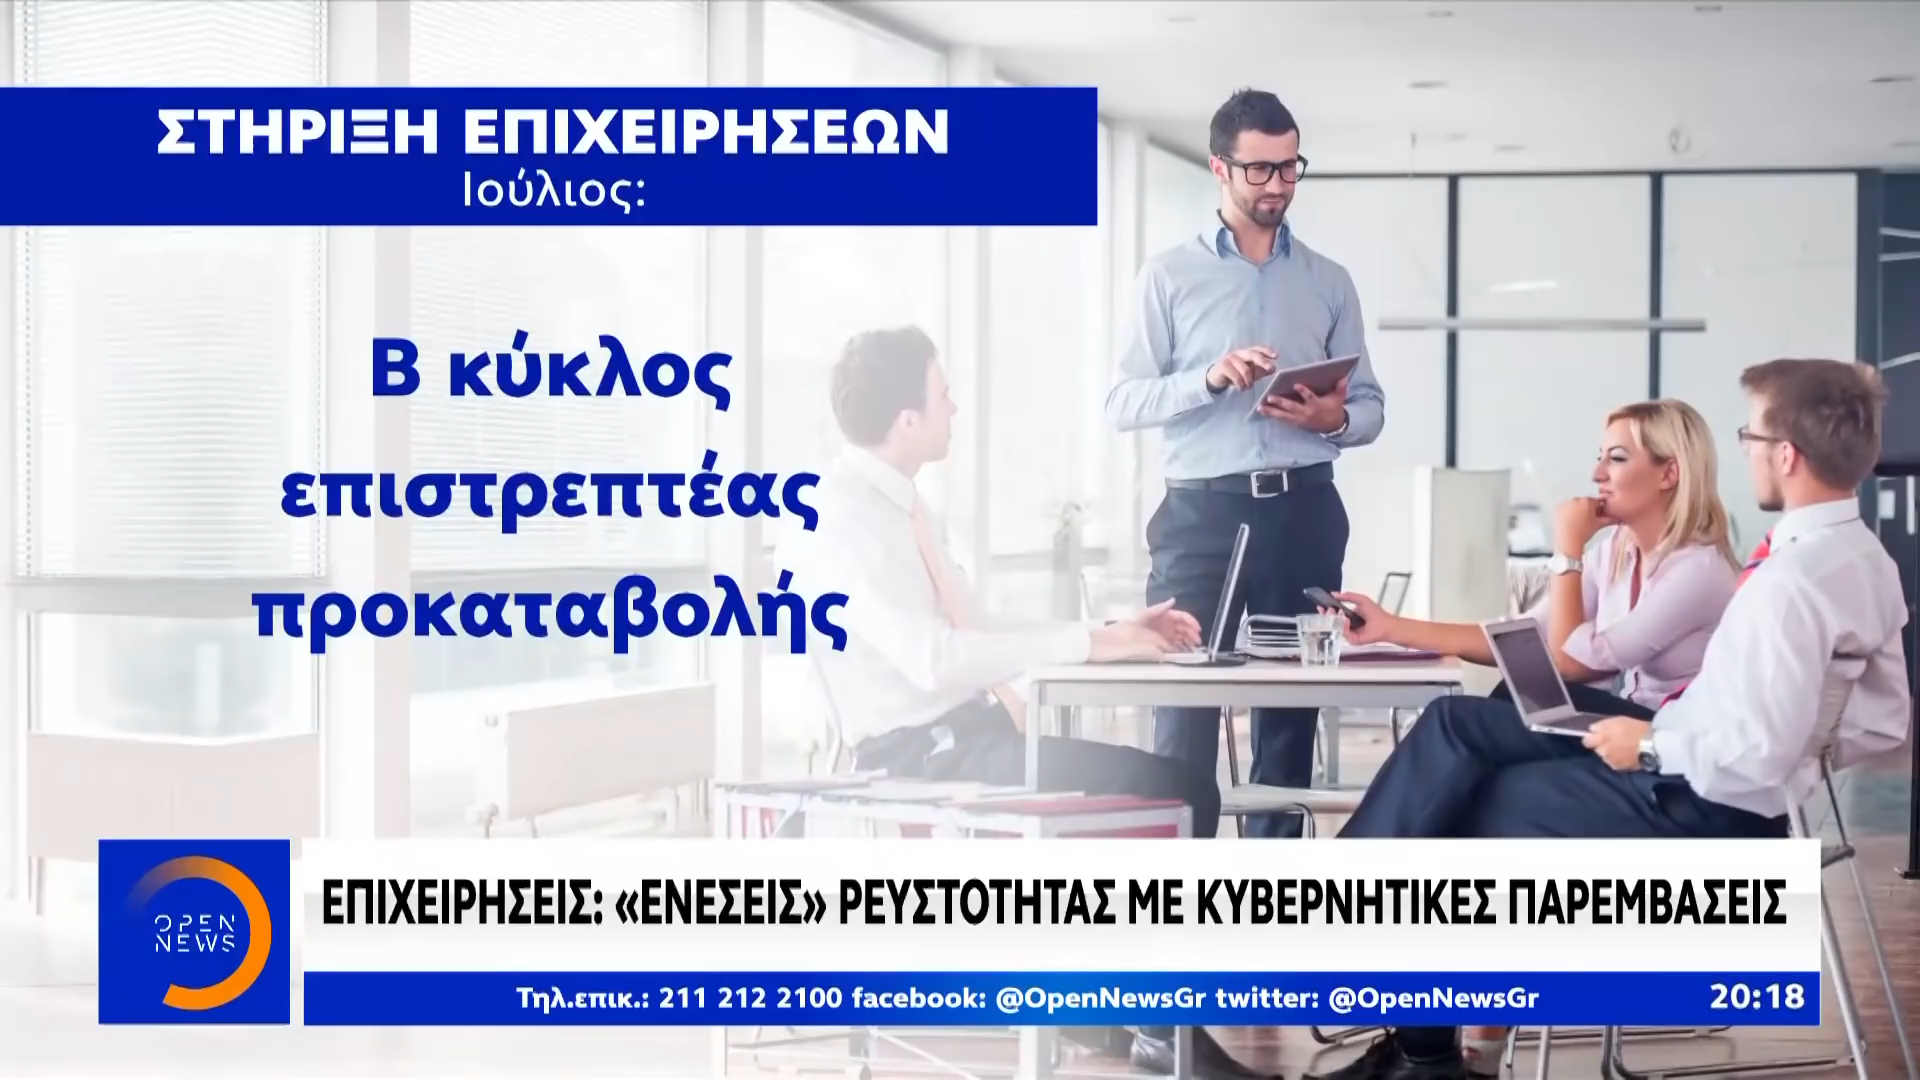 ΣΤΗΡΙΞΗ ΕΠΙΧΕΙΡΗΣΕΩΝ
Ιούλιος:
Β κύκλος
επιστρεπτέας
προκαταβολής
OPEN
NEWS
ΕΠΙΧΕΙΡΗΣΕΙΣ: «ΕΝΕΣΕΙΣ» ΡΕΥΣΤΟΤΗΤΑΣ ΜΕ ΚΥΒΕΡΝΗΤΙΚΕΣ ΠΑΡΕΜΒΑΣΕΙΣ
Τηλ.επικ.: 211 212 2100 facebook: @OpenNewsGr twitter: @OpenNewsGr
20:18